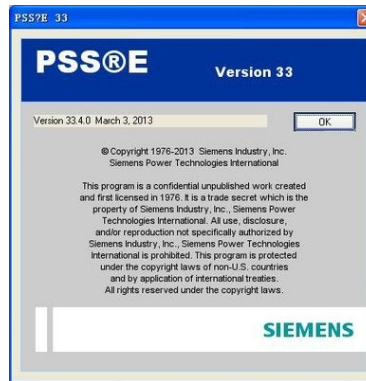 PSS?E 33
PSS®E
Version 33
Version 33.4.0 March 3, 2013
OK
© Copyright 1976-2013 Siemens Industry, Inc.
Siemens Power Technologies International
This program is a confidential unpublished work created
and first licensed in 1976. It is a trade secret which is the
property of Siemens Industry, Inc., Siemens Power
Technologies International. All use, disclosure,
and/or reproduction not specifically authorized by
Siemens Industry, Inc., Siemens Power Technologies
International is prohibited. This program is protected
under the copyright laws of non-U.S. countries
and by application of international treaties.
All rights reserved under the copyright laws.
SIEMENS